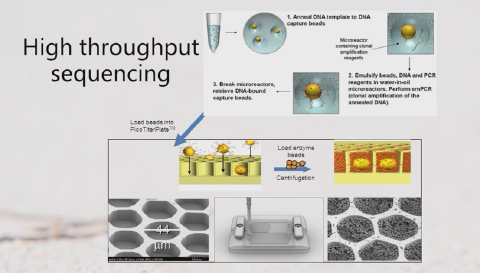 High throughput
sequencing
1. Anneal DNA template to DNA
capture beads
Microreactor
containing clonal
amplification
reagents
2. Emulsify beads, DNA and PCR
reagents in water-in-oil
microreactors. Perform emPCR
(clonal amplification of the
annealed DNA).
3. Break microreactors,
retrieve DNA-bound
capture beads.
Load beads into
PicoTiterPlate™
Load enzyme
beads
Centrifugation
44
μm